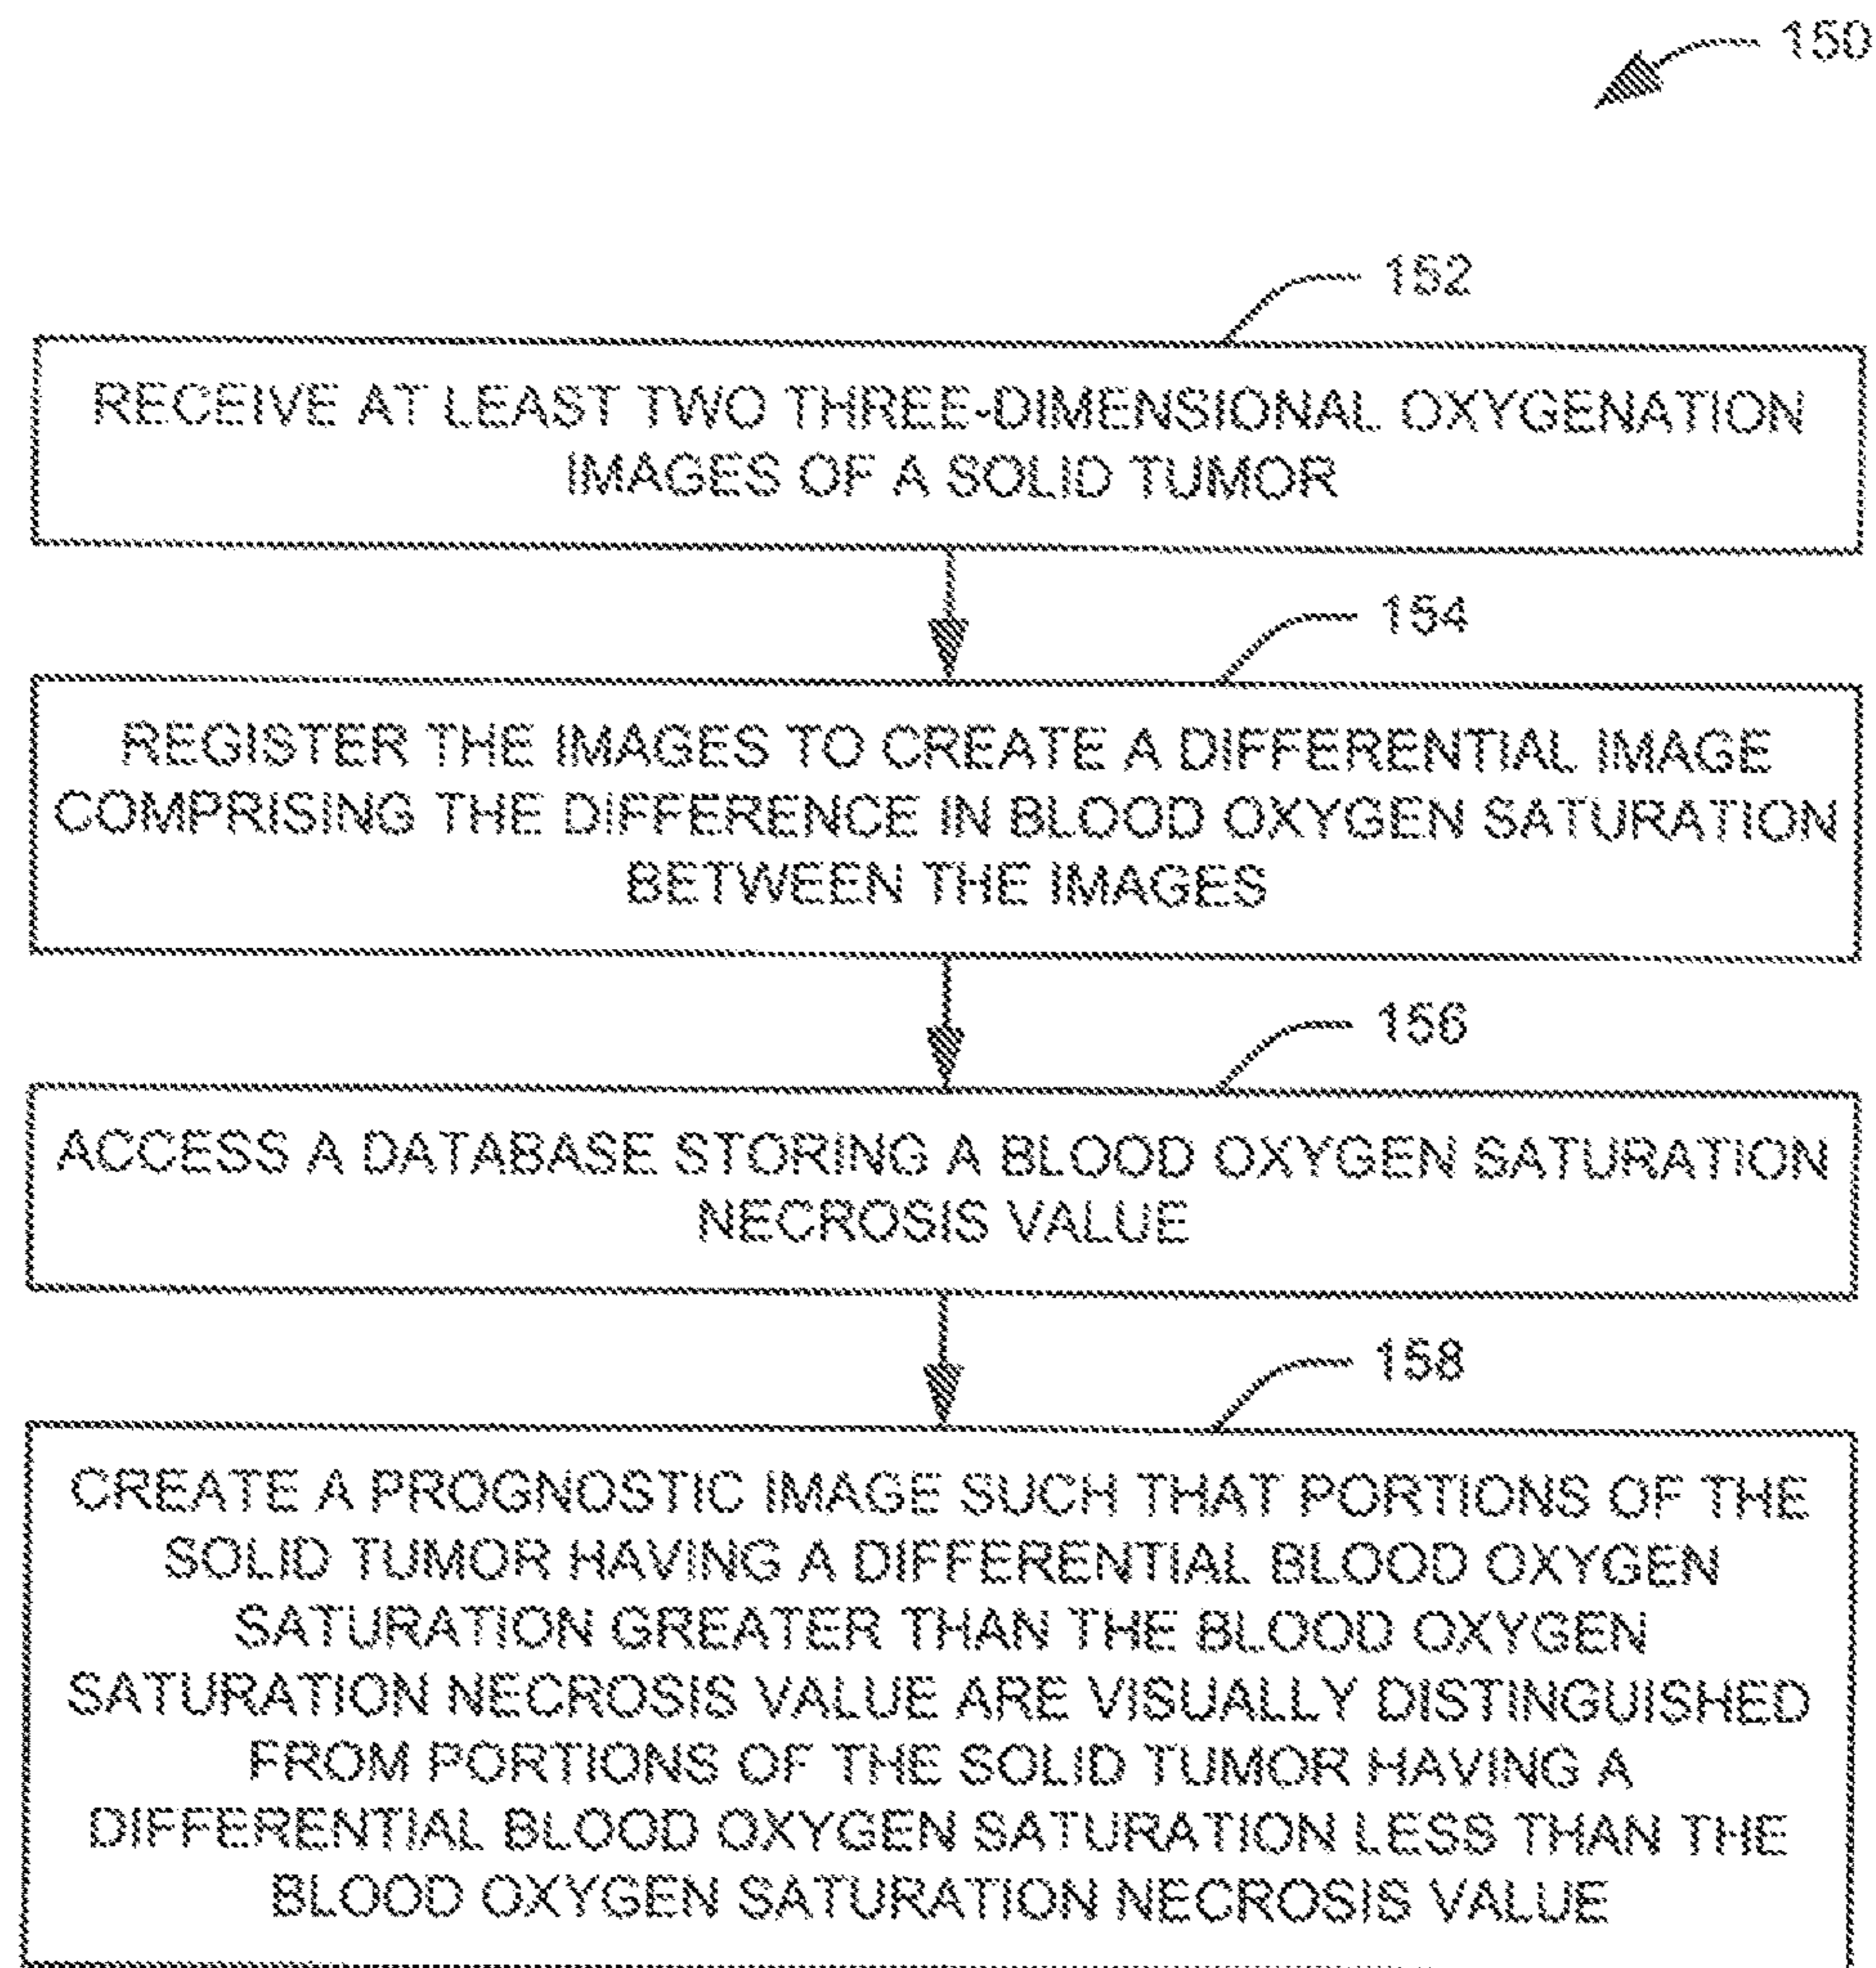 150
152
RECEIVE AT LEAST TWO THREE-DIMENSIONAL OXYGENATION
IMAGES OF A SOLID TUMOR
154
REGISTER THE IMAGES TO CREATE A DIFFERENTIAL IMAGE
COMPRISING THE DIFFERENCE IN BLOOD OXYGEN SATURATION
BETWEEN THE IMAGES
156
ACCESS A DATABASE STORING A BLOOD OXYGEN SATURATION
NECROSIS VALUE
158
CREATE A PROGNOSTIC IMAGE SUCH THAT PORTIONS OF THE
SOLID TUMOR HAVING A DIFFERENTIAL BLOOD OXYGEN
SATURATION GREATER THAN THE BLOOD OXYGEN
SATURATION NECROSIS VALUE ARE VISUALLY DISTINGUISHED
FROM PORTIONS OF THE SOLID TUMOR HAVING A
DIFFERENTIAL BLOOD OXYGEN SATURATION LESS THAN THE
BLOOD OXYGEN SATURATION NECROSIS VALUE